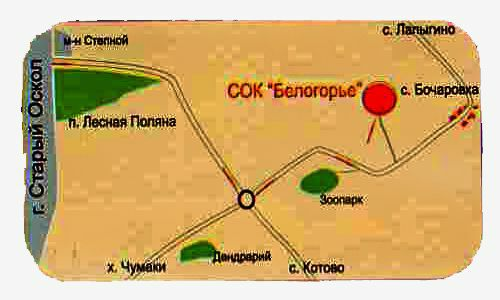 с. Лапыгино
м-н Степной
СОК "Белогорье"
с. Бочаровка
п. Лесная Поляна
г. Старый Оскол
Зоопарк
Дендрарий
х. Чумаки
с. Котово